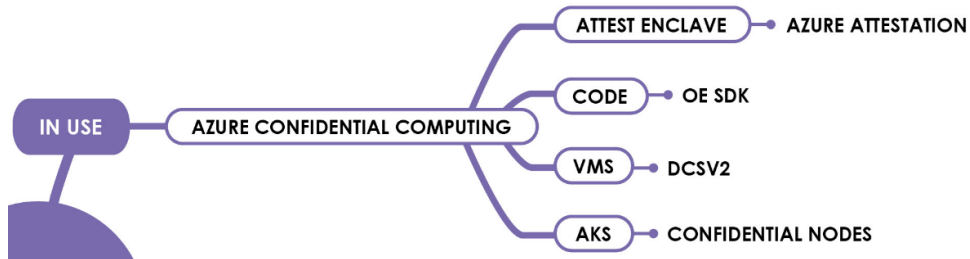 ATTEST ENCLAVE
AZURE ATTESTATION
CODE
OE SDK
IN USE
AZURE CONFIDENTIAL COMPUTING
VMS
DCSV2
AKS
CONFIDENTIAL NODES